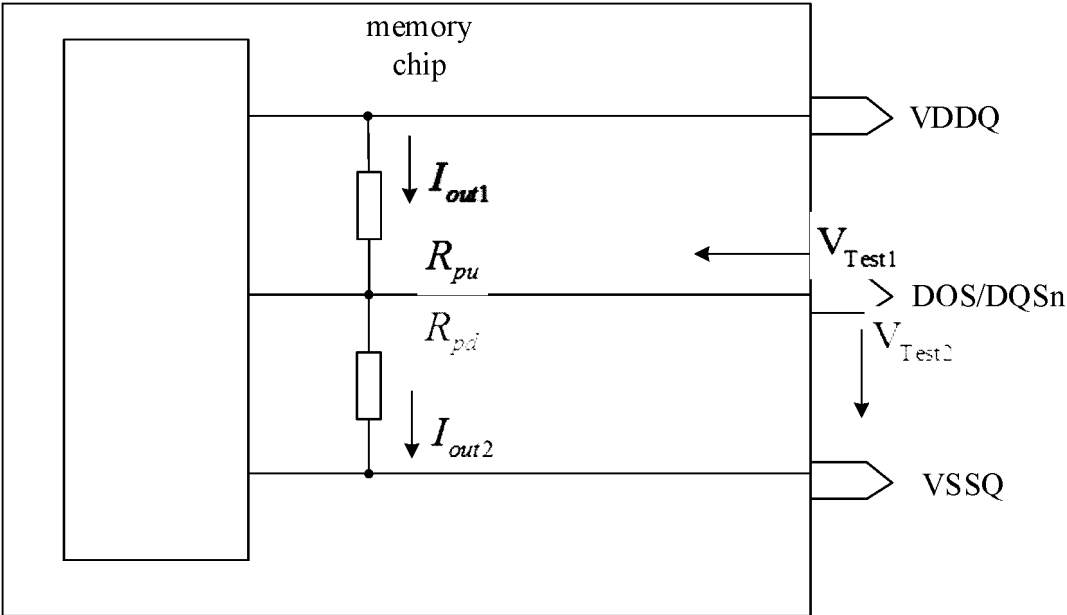 memory
chip
VDDQ
I_out1
V_Test1
R_pu
DOS/DQSn
R_pd
V_Test2
I_out2
VSSQ